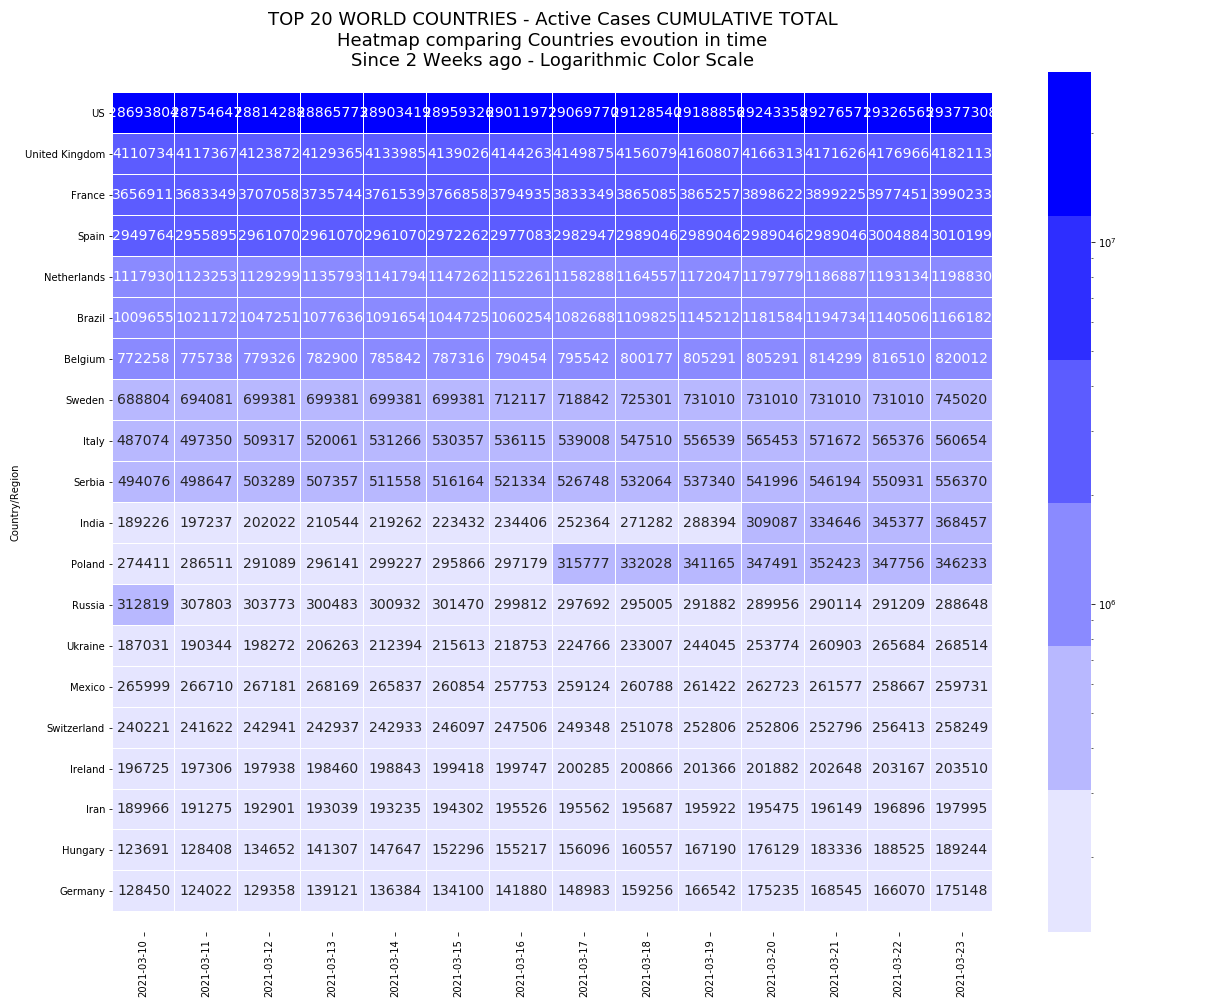 TOP 20 WORLD COUNTRIES - Active Cases CUMULATIVE TOTAL
Heatmap comparing Countries evoution in time
Since 2 Weeks ago - Logarithmic Color Scale
US 28693804 28754647 28814288 28865773 28903419 28959326 29011972 29069770 29128540 29188856 29243358 29276571 29326565 29377308
United Kingdom 4110734 4117367 4123872 4129365 4133985 4139026 4144263 4149875 4156079 4160807 4166313 4171626 4176966 4182113
France 3656911 3683349 3707058 3735744 3761539 3766858 3794935 3833349 3865085 3865257 3898622 3899225 3977451 3990233
Spain 2949764 2955895 2961070 2961070 2961070 2972262 2977083 2982947 2989046 2989046 2989046 2989046 3004884 3010199
10⁷
Netherlands 1117930 1123253 1129299 1135793 1141794 1147262 1152261 1158288 1164557 1172047 1179779 1186887 1193134 1198830
Brazil 1009655 1021172 1047251 1077636 1091654 1044725 1060254 1082688 1109825 1145212 1181584 1194734 1140506 1166182
Belgium 772258 775738 779326 782900 785842 787316 790454 795542 800177 805291 805291 814299 816510 820012
Sweden 688804 694081 699381 699381 699381 699381 712117 718842 725301 731010 731010 731010 731010 745020
Italy 487074 497350 509317 520061 531266 530357 536115 539008 547510 556539 565453 571672 565376 560654
Serbia 494076 498647 503289 507357 511558 516164 521334 526748 532064 537340 541996 546194 550931 556370
Country/Region
India 189226 197237 202022 210544 219262 223432 234406 252364 271282 288394 309087 334646 345377 368457
Poland 274411 286511 291089 296141 299227 295866 297179 315777 332028 341165 347491 352423 347756 346233
Russia 312819 307803 303773 300483 300932 301470 299812 297692 295005 291882 289956 290114 291209 288648
10⁶
Ukraine 187031 190344 198272 206263 212394 215613 218753 224766 233007 244045 253774 260903 265684 268514
Mexico 265999 266710 267181 268169 265837 260854 257753 259124 260788 261422 262723 261577 258667 259731
Switzerland 240221 241622 242941 242937 242933 246097 247506 249348 251078 252806 252806 252796 256413 258249
Ireland 196725 197306 197938 198460 198843 199418 199747 200285 200866 201366 201882 202648 203167 203510
Iran 189966 191275 192901 193039 193235 194302 195526 195562 195687 195922 195475 196149 196896 197995
Hungary 123691 128408 134652 141307 147647 152296 155217 156096 160557 167190 176129 183336 188525 189244
Germany 128450 124022 129358 139121 136384 134100 141880 148983 159256 166542 175235 168545 166070 175148
2021-03-10 2021-03-11 2021-03-12 2021-03-13 2021-03-14 2021-03-15 2021-03-16 2021-03-17 2021-03-18 2021-03-19 2021-03-20 2021-03-21 2021-03-22 2021-03-23